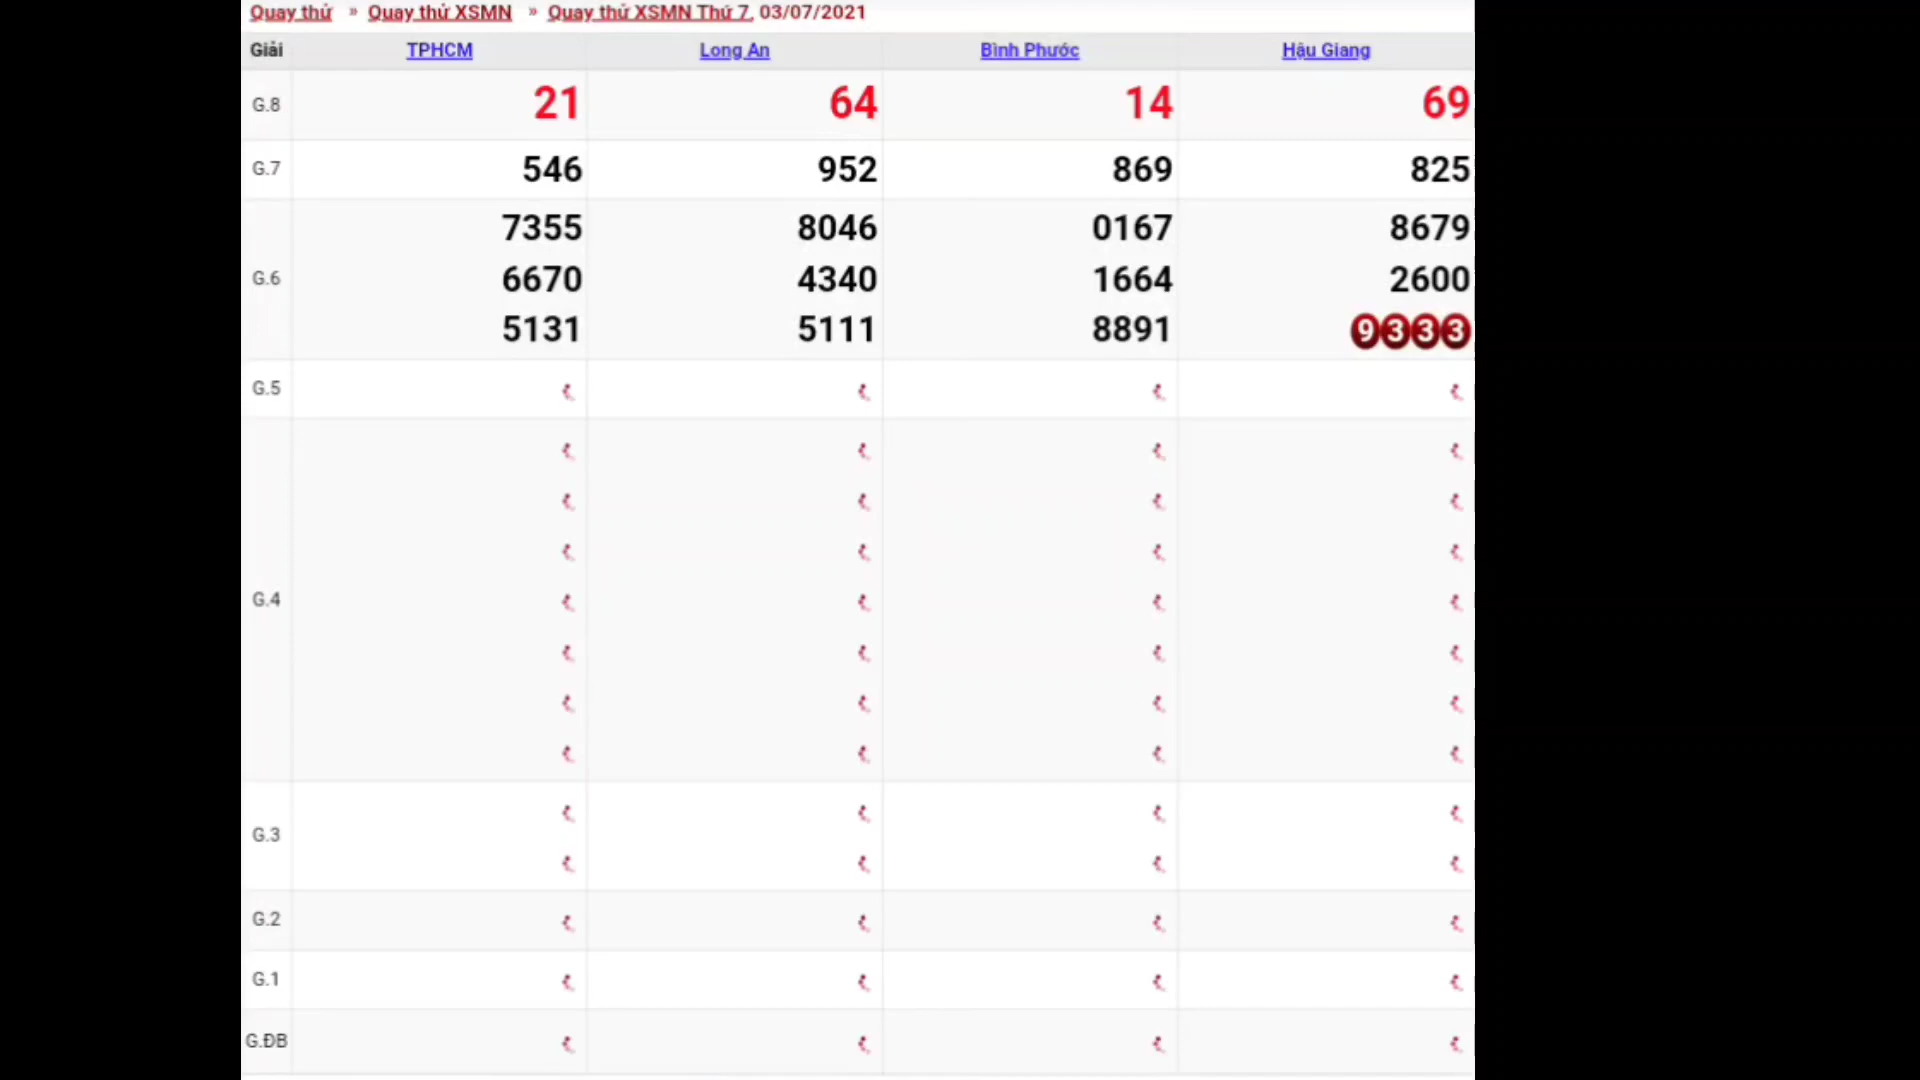 Quay thử » Quay thử XSMN » Quay thử XSMN Thứ 7, 03/07/2021
Giải TPHCM Long An Bình Phước Hậu Giang
G.8 21 64 14 69
G.7 546 952 869 825
7355 8046 0167 8679
G.6 6670 4340 1664 2600
5131 5111 8891 9333
G.5
G.4
G.3
G.2
G.1
G.ĐB